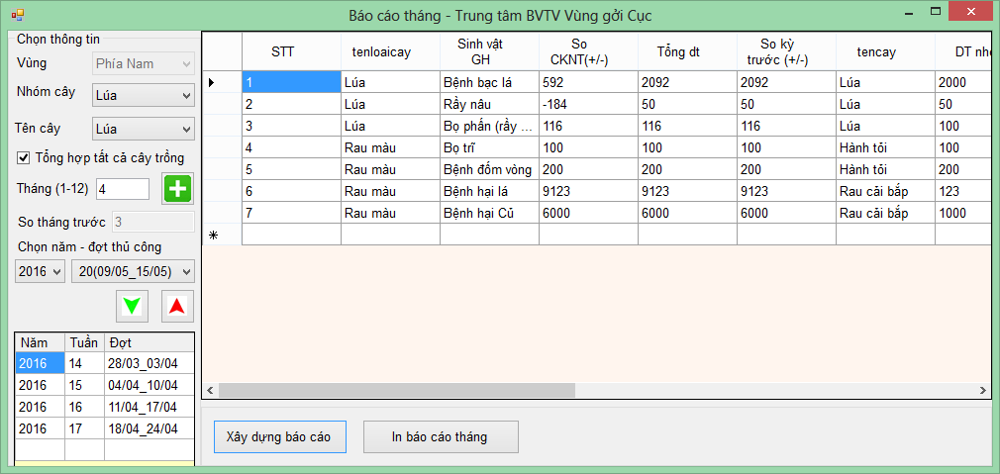 Báo cáo tháng - Trung tâm BVTV Vùng gởi Cục
Chọn thông tin
Vùng Phía Nam
Nhóm cây Lúa
Tên cây Lúa
Tổng hợp tất cả cây trồng
Tháng (1-12) 4
So tháng trước 3
Chọn năm - đợt thủ công
2016 20(09/05_15/05)
Năm Tuần Đợt
2016 14 28/03_03/04
2016 15 04/04_10/04
2016 16 11/04_17/04
2016 17 18/04_24/04
STT tenloaicay Sinh vật GH So CKNT(+/-) Tổng dt So kỳ trước (+/-) tencay DT nhẹ
1 Lúa Bệnh bạc lá 592 2092 2092 Lúa 2000
2 Lúa Rầy nâu -184 50 50 Lúa 50
3 Lúa Bọ phấn (rầy ... 116 116 116 Lúa 100
4 Rau màu Bọ trĩ 100 100 100 Hành tỏi 100
5 Rau màu Bệnh đốm vòng 200 200 200 Hành tỏi 200
6 Rau màu Bệnh hại lá 9123 9123 9123 Rau cải bắp 123
7 Rau màu Bệnh hại Củ 6000 6000 6000 Rau cải bắp 1000
Xây dựng báo cáo
In báo cáo tháng